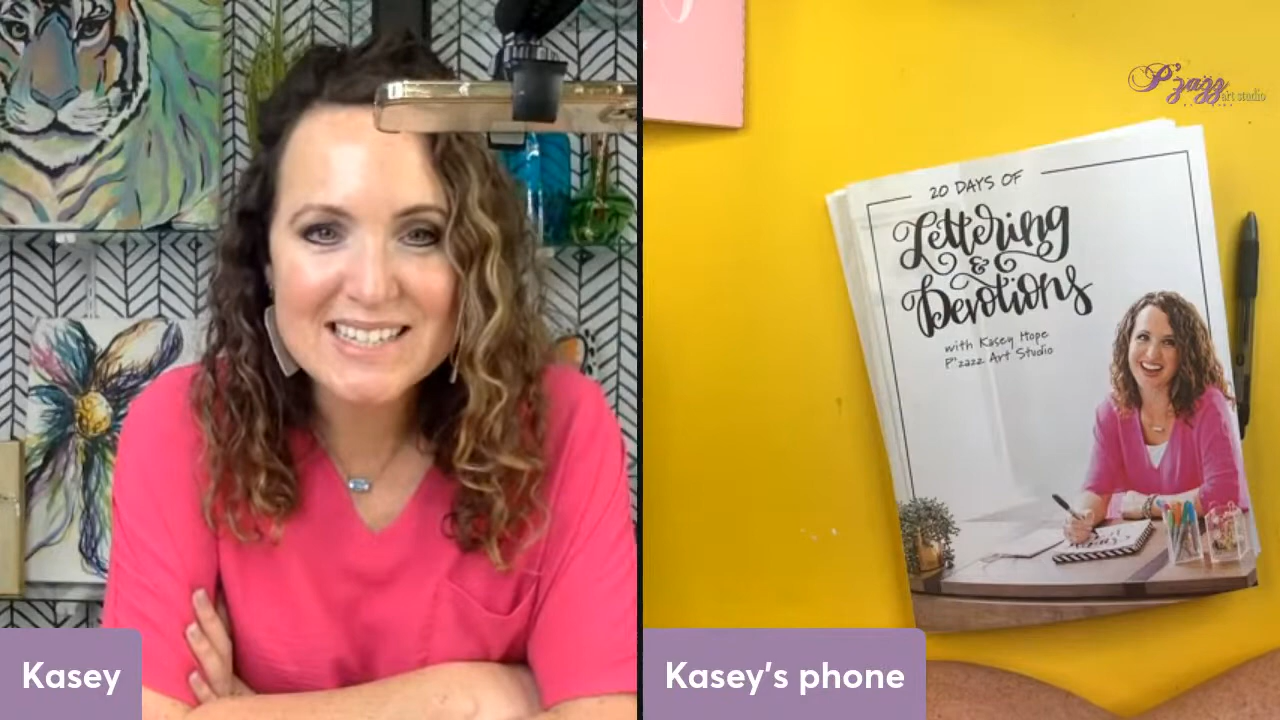 Kasey
Kasey's phone
P'zazz
art studio
20 DAYS OF
Lettering
&
Devotions
with Kasey Hope
P'zazz Art Studio